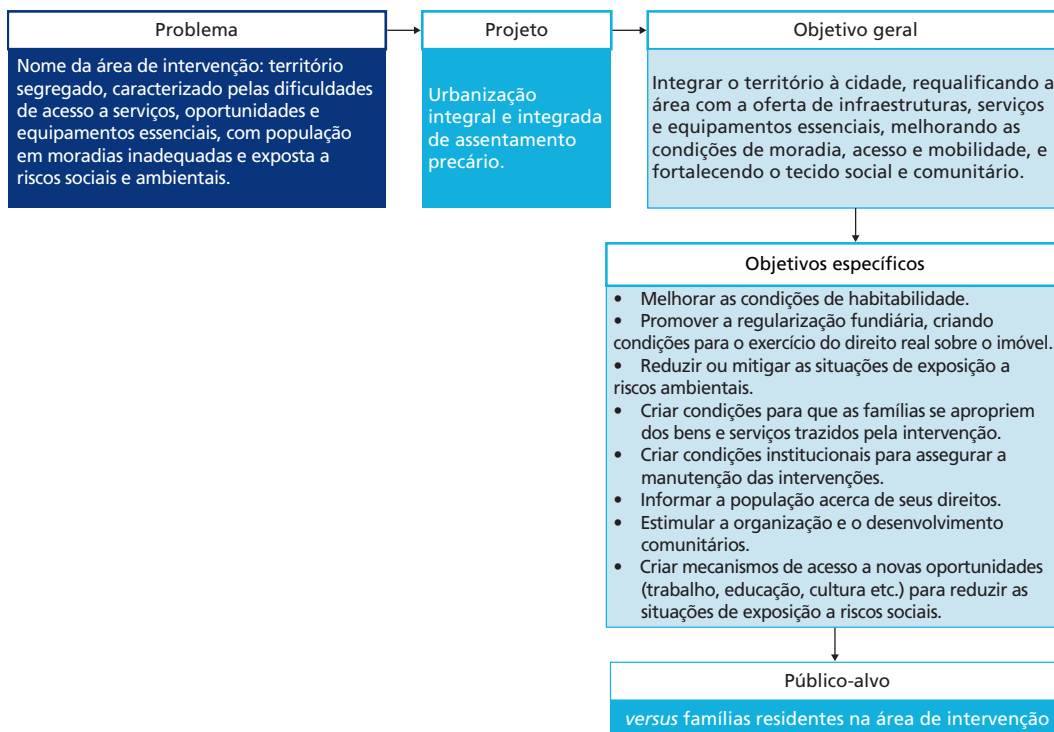 Problema
Nome da área de intervenção: território
segregado, caracterizado pelas dificuldades
de acesso a serviços, oportunidades e
equipamentos essenciais, com população
em moradias inadequadas e exposta a
riscos sociais e ambientais.
Projeto
Urbanização
integral e integrada
de assentamento
precário.
Objetivo geral
Integrar o território à cidade, requalificando a
área com a oferta de infraestruturas, serviços
e equipamentos essenciais, melhorando as
condições de moradia, acesso e mobilidade, e
fortalecendo o tecido social e comunitário.
Objetivos específicos
• Melhorar as condições de habitabilidade.
• Promover a regularização fundiária, criando
condições para o exercício do direito real sobre o imóvel.
• Reduzir ou mitigar as situações de exposição a
riscos ambientais.
• Criar condições para que as famílias se apropriem
dos bens e serviços trazidos pela intervenção.
• Criar condições institucionais para assegurar a
manutenção das intervenções.
• Informar a população acerca de seus direitos.
• Estimular a organização e o desenvolvimento
comunitários.
• Criar mecanismos de acesso a novas oportunidades
(trabalho, educação, cultura etc.) para reduzir as
situações de exposição a riscos sociais.
Público-alvo
versus famílias residentes na área de intervenção